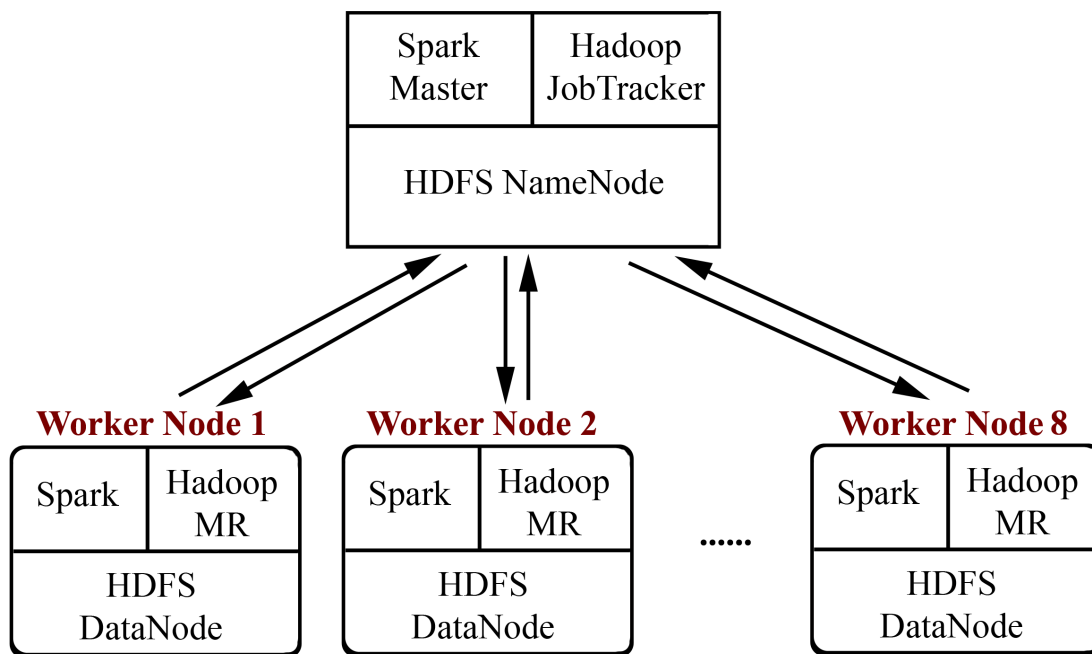 Spark
Master
Hadoop
JobTracker
HDFS NameNode
Worker Node 1
Spark
Hadoop
MR
HDFS
DataNode
Worker Node 2
Spark
Hadoop
MR
HDFS
DataNode
......
Worker Node 8
Spark
Hadoop
MR
HDFS
DataNode